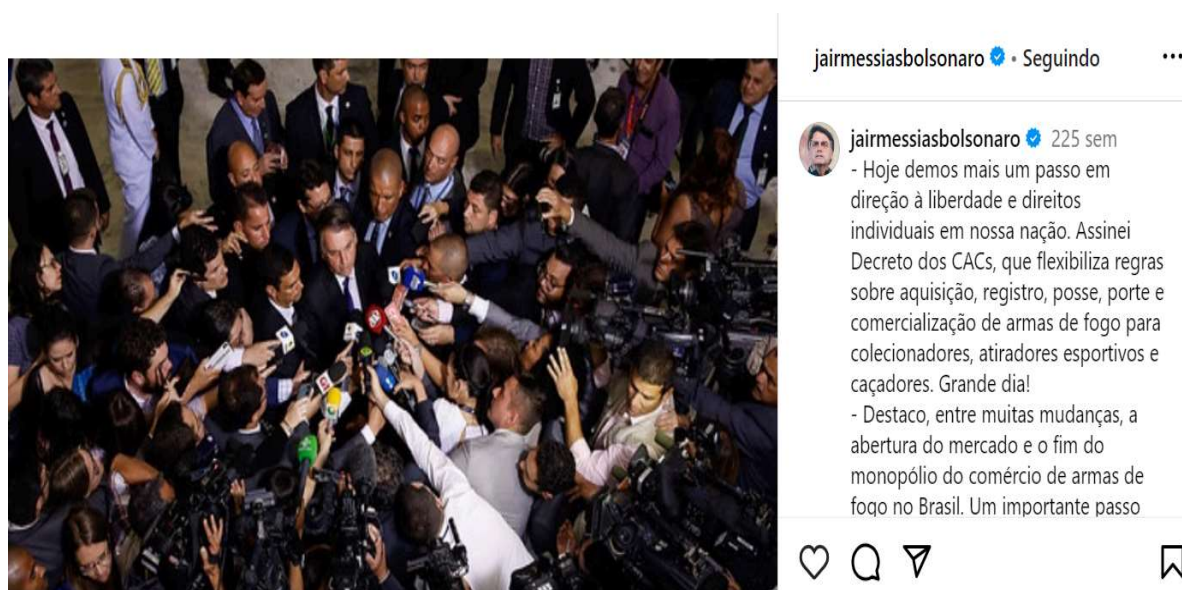 jairmessiasbolsonaro • Seguindo
jairmessiasbolsonaro 225 sem
- Hoje demos mais um passo em
direção à liberdade e direitos
individuais em nossa nação. Assinei
Decreto dos CACs, que flexibiliza regras
sobre aquisição, registro, posse, porte e
comercialização de armas de fogo para
colecionadores, atiradores esportivos e
caçadores. Grande dia!
- Destaco, entre muitas mudanças, a
abertura do mercado e o fim do
monopólio do comércio de armas de
fogo no Brasil. Um importante passo